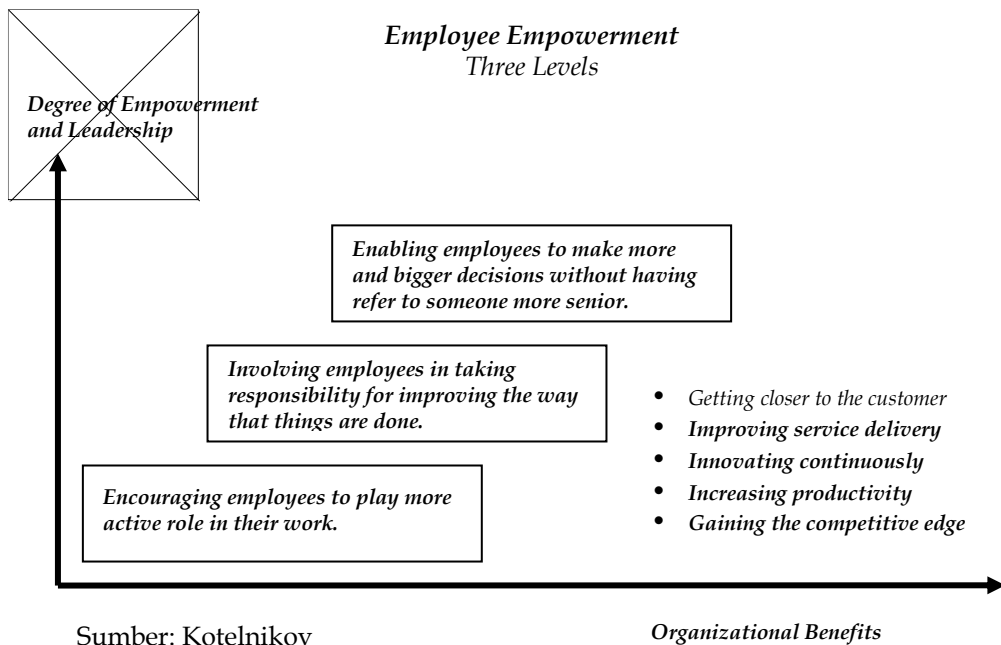 Employee Empowerment
Three Levels
Degree of Empowerment
and Leadership
Enabling employees to make more
and bigger decisions without having
refer to someone more senior.
Involving employees in taking
responsibility for improving the way
that things are done.
Encouraging employees to play more
active role in their work.
• Getting closer to the customer
• Improving service delivery
• Innovating continuously
• Increasing productivity
• Gaining the competitive edge
Sumber: Kotelnikov
Organizational Benefits